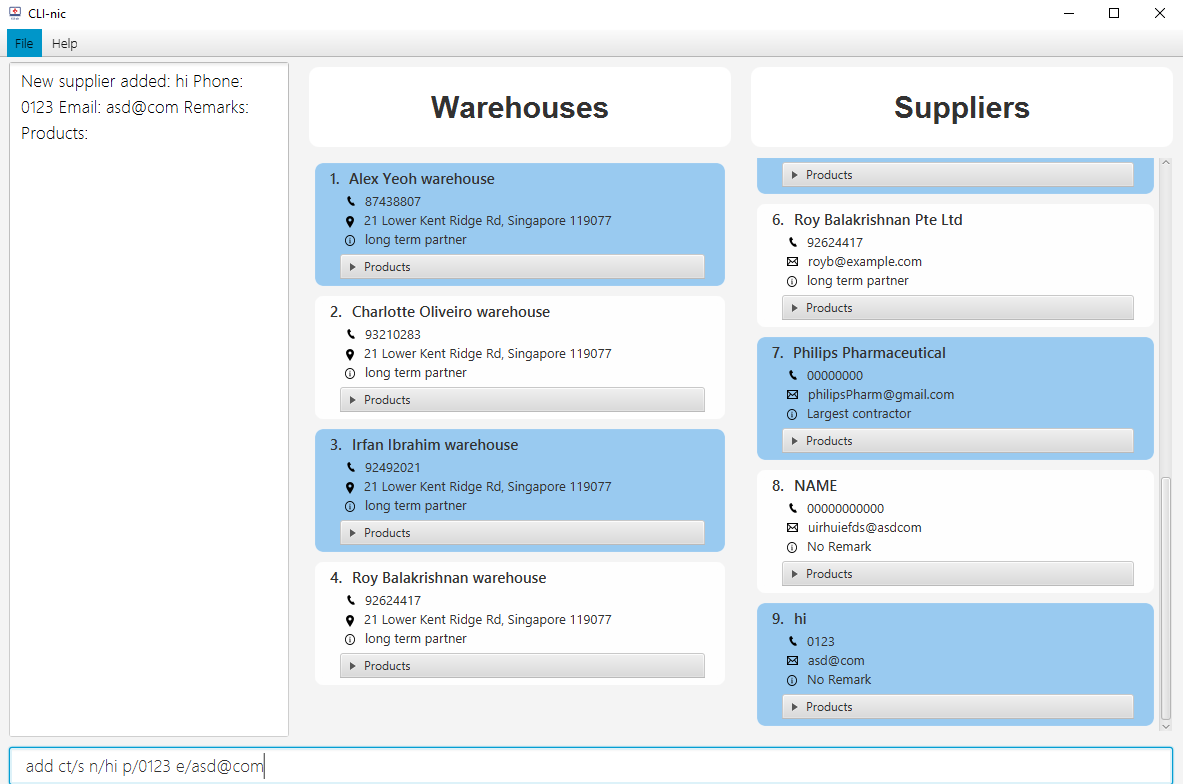 CLI-nic
File Help
New supplier added: hi Phone:
0123 Email: asd@com Remarks:
Products:
Warehouses
1. Alex Yeoh warehouse
87438807
21 Lower Kent Ridge Rd, Singapore 119077
long term partner
Products
2. Charlotte Oliveiro warehouse
93210283
21 Lower Kent Ridge Rd, Singapore 119077
long term partner
Products
3. Irfan Ibrahim warehouse
92492021
21 Lower Kent Ridge Rd, Singapore 119077
long term partner
Products
4. Roy Balakrishnan warehouse
92624417
21 Lower Kent Ridge Rd, Singapore 119077
long term partner
Products
Suppliers
Products
6. Roy Balakrishnan Pte Ltd
92624417
royb@example.com
long term partner
Products
7. Philips Pharmaceutical
00000000
philipsPharm@gmail.com
Largest contractor
Products
8. NAME
00000000000
uirhuiefds@asdcom
No Remark
Products
9. hi
0123
asd@com
No Remark
Products
add ct/s n/hi p/0123 e/asd@com